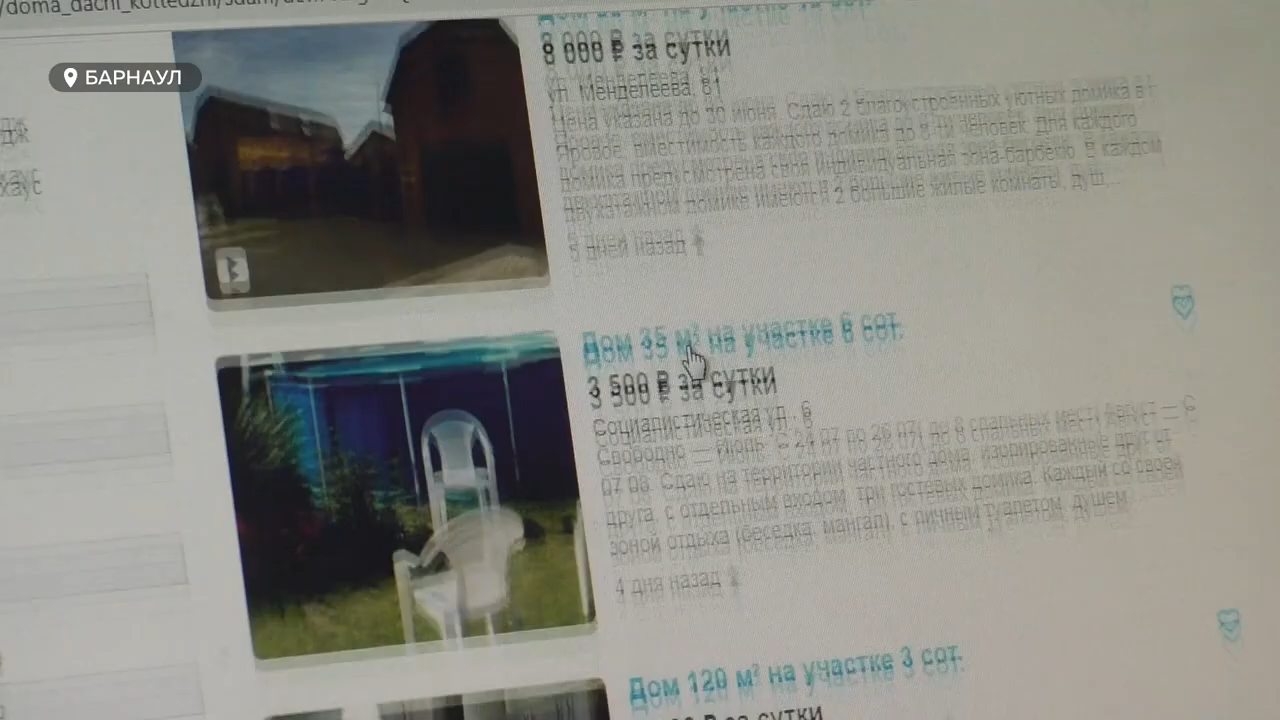 /doma_dachi_kottedzhi/sdam/
БАРНАУЛ
8 000 ₽ за сутки
ул. Менделеева, 61
Цена указана до 30 июня. Сдаю 2 благоустроенных уютных домика в г
Яровое. Вместимость каждого домика до 8-ти человек. Для каждого
домика предусмотрена своя индивидуальная зона-барбекю. В каждом
двухэтажном домике имеются 2 большие жилые комнаты, душ,...
5 дней назад
Дом 35 м² на участке 6 сот.
3 500 ₽ за сутки
Социалистическая ул., 6
Свободно — Июль: С 24.07 по 26.07( до 8 спальных мест) Август — С
07.08. Сдаю на территории частного дома, изолированные друг от
друга, с отдельным входом, три гостевых домика. Каждый со своей
зоной отдыха (беседка, мангал), с личным туалетом, душем...
4 дня назад
Дом 120 м² на участке 3 сот.
₽ за сутки